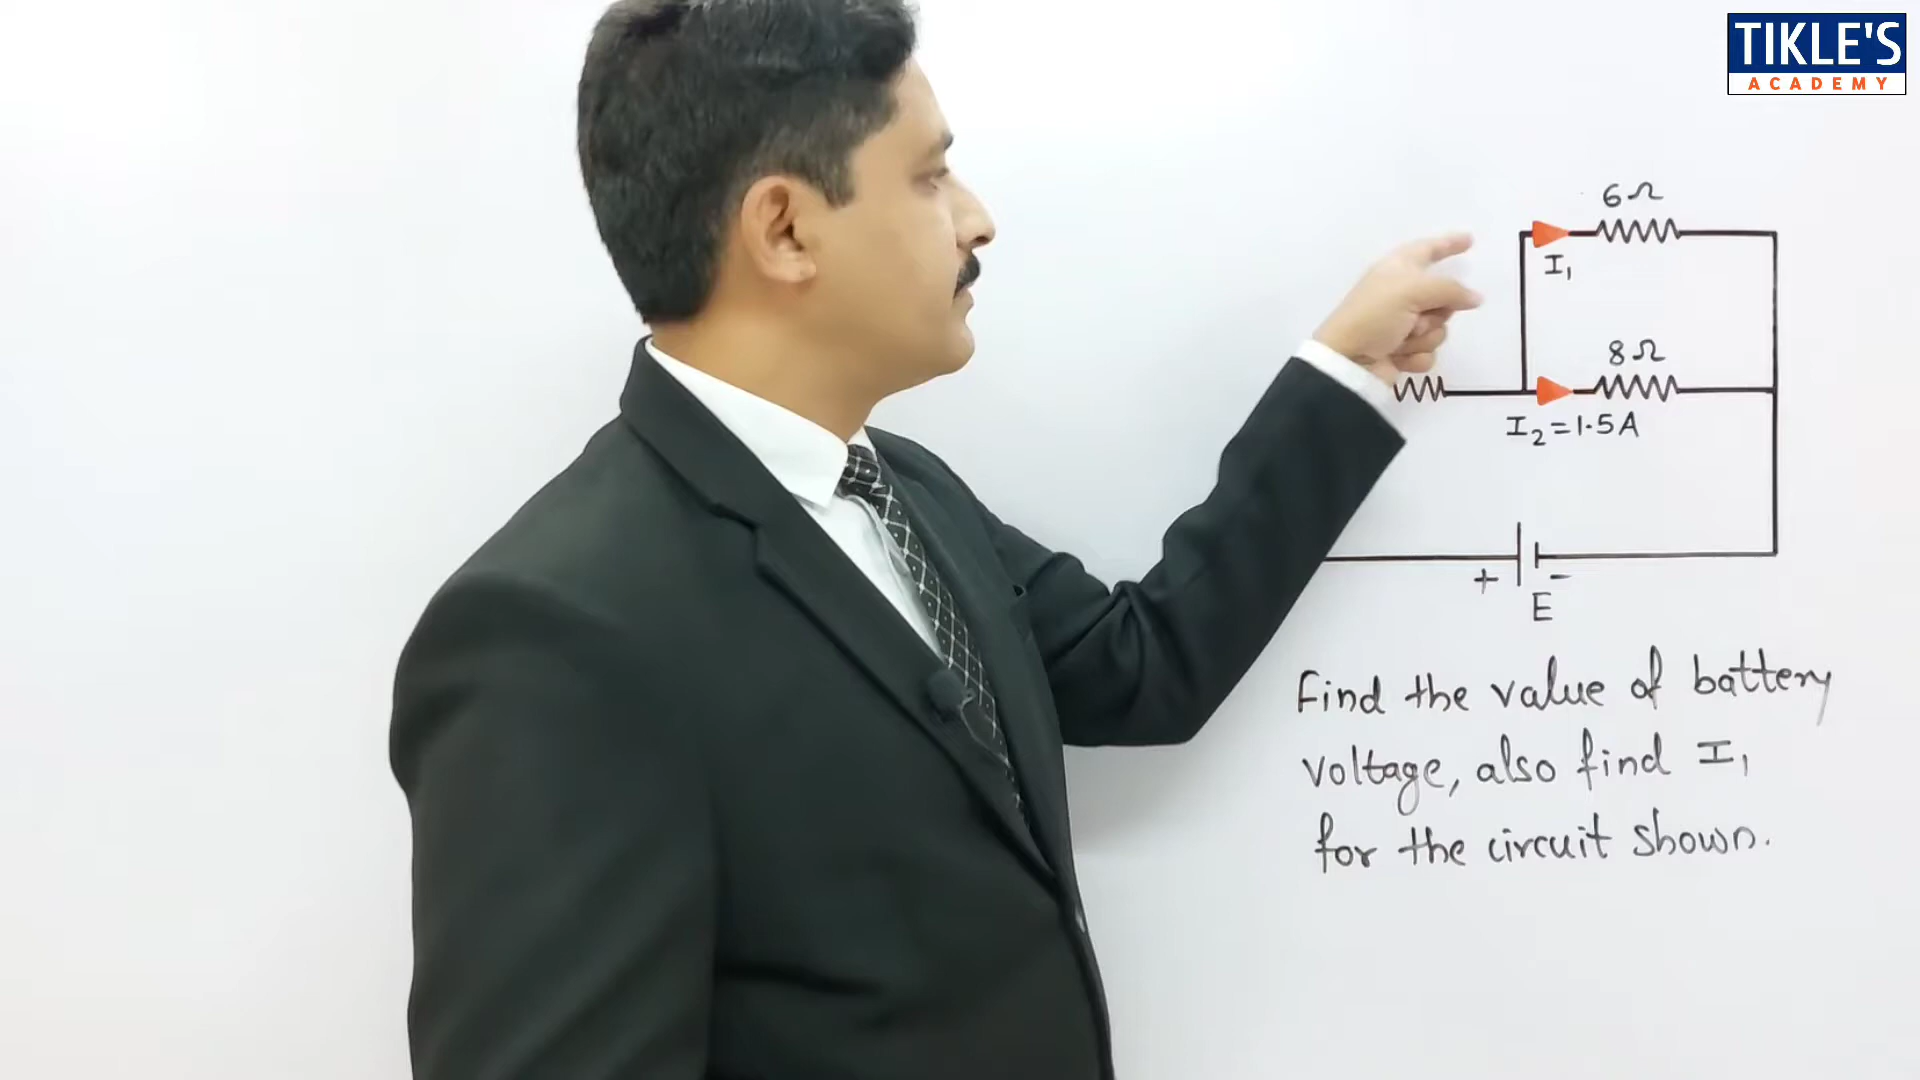 TIKLE'S
ACADEMY
6Ω
I₁
8Ω
I₂=1.5A
+ −
E
Find the value of battery
voltage, also find I₁
for the circuit shown.